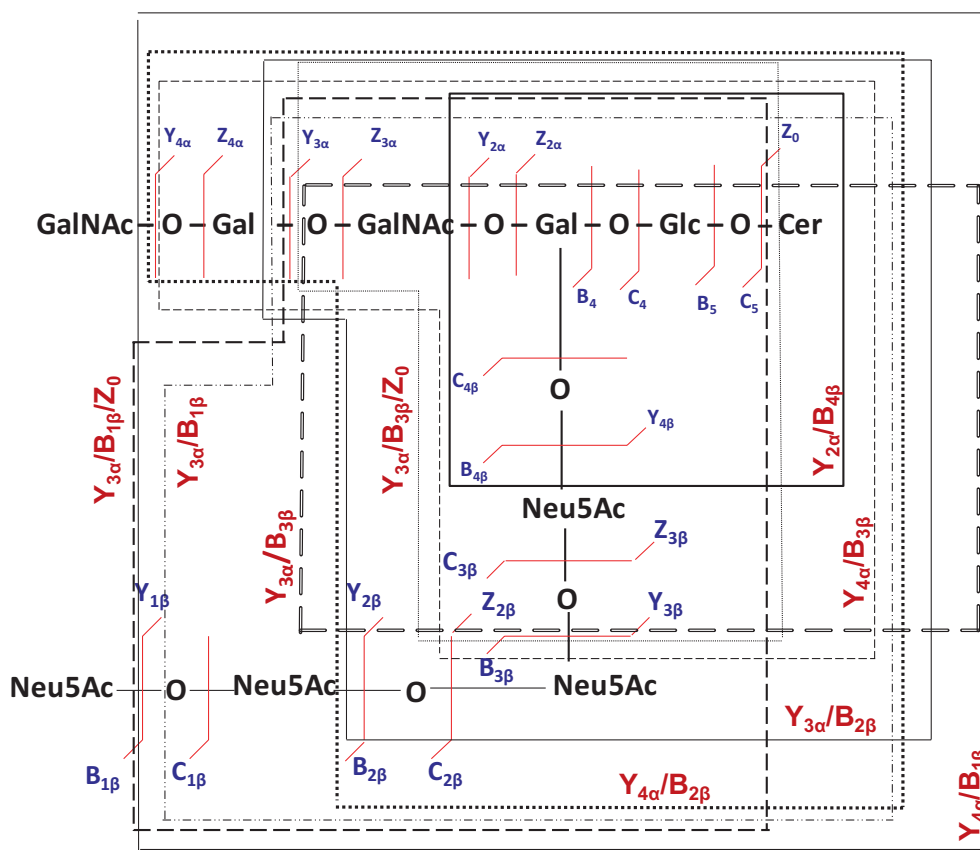 Y4α Z4α Y3α Z3α Y2α Z2α Z0
GalNAc O Gal O GalNAc O Gal O Glc O Cer
B4 C4 B5 C5
C4β
O
Y4β
B4β
Neu5Ac
Z3β
C3β
O
Y3α/B1β/Z0
Y3α/B1β
Y3α/B3β/Z0
Y2α/B4β
Y3α/B3β
Y4α/B3β
Y1β Y2β Z2β Y3β
B3β
Neu5Ac O Neu5Ac O Neu5Ac
Y3α/B2β
B1β C1β B2β C2β
Y4α/B2β
Y4α/B1β